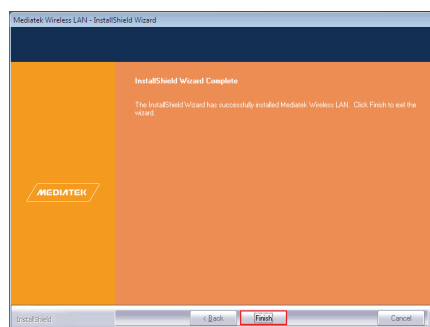 Mediatek Wireless LAN - InstallShield Wizard
InstallShield Wizard Complete
The InstallShield Wizard has successfully installed Mediatek Wireless LAN. Click Finish to exit the
wizard.
MEDIATEK
InstallShield
< Back
Finish
Cancel